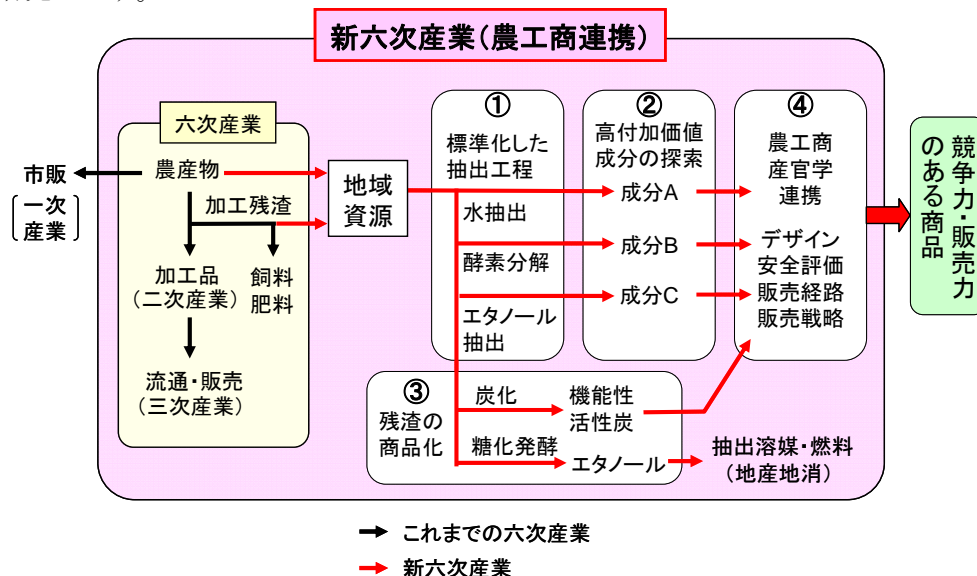 新六次産業(農工商連携)
六次産業
農産物
市販
一次
産業
加工残渣
加工品
(二次産業)
飼料
肥料
流通・販売
(三次産業)
地域
資源
①
標準化した
抽出工程
水抽出
酵素分解
エタノール
抽出
②
高付加価値
成分の探索
成分A
成分B
成分C
④
農工商
産官学
連携
デザイン
安全評価
販売経路
販売戦略
③
残渣の
商品化
炭化
機能性
活性炭
糖化発酵
エタノール
抽出溶媒・燃料
(地産地消)
競争力・販売力
のある商品
これまでの六次産業
新六次産業